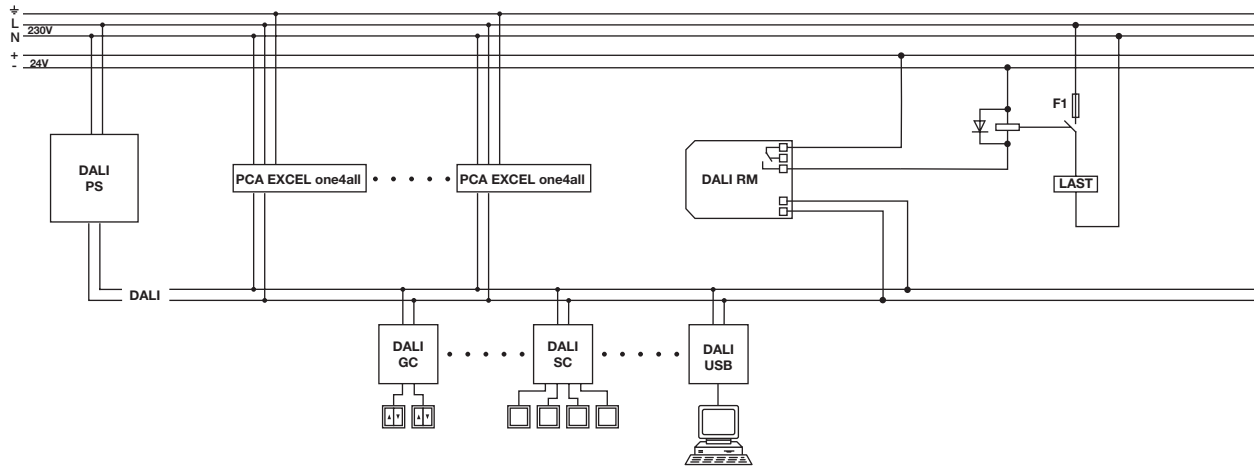 L
230V
N
+
24V
-
F1
DALI
PS
PCA EXCEL one4all
PCA EXCEL one4all
DALI RM
LAST
DALI
DALI
GC
DALI
SC
DALI
USB